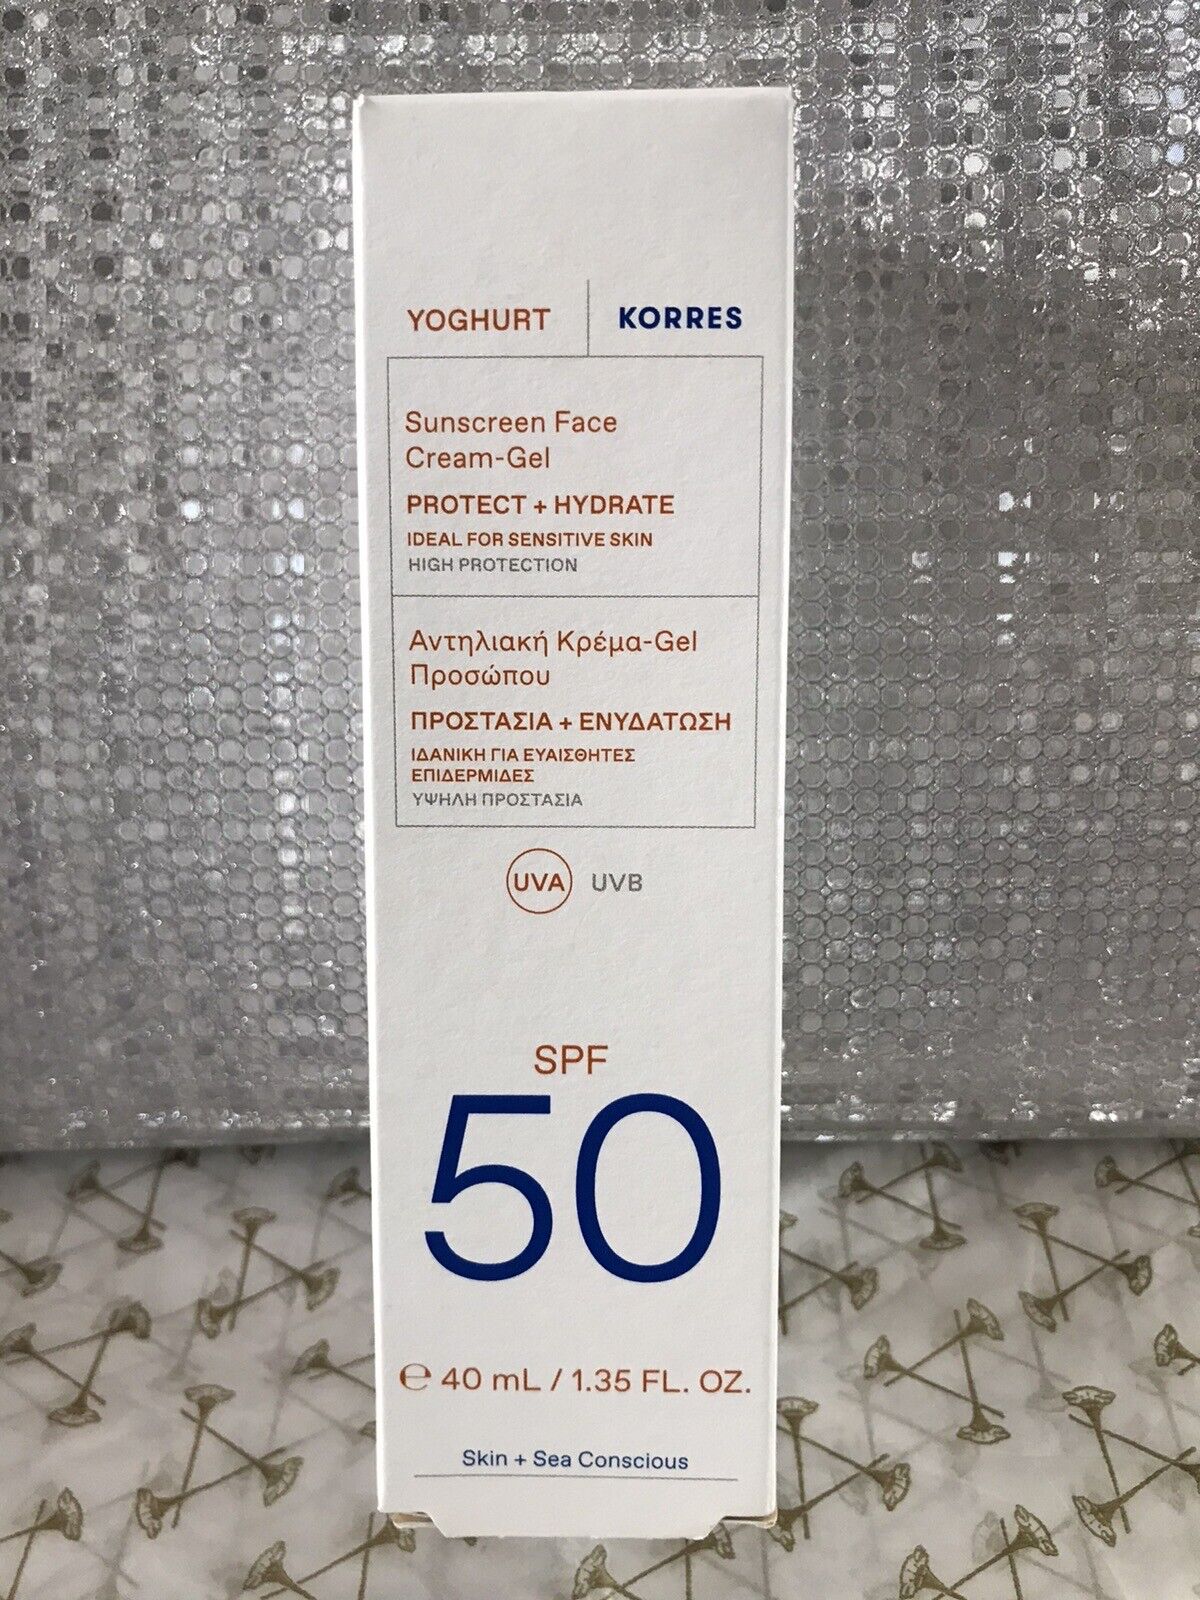 YOGHURT KORRES
Sunscreen Face
Cream-Gel
PROTECT + HYDRATE
IDEAL FOR SENSITIVE SKIN
HIGH PROTECTION
Αντηλιακή Κρέμα-Gel
Προσώπου
ΠΡΟΣΤΑΣΙΑ + ΕΝΥΔΑΤΩΣΗ
ΙΔΑΝΙΚΗ ΓΙΑ ΕΥΑΙΣΘΗΤΕΣ
ΕΠΙΔΕΡΜΙΔΕΣ
ΥΨΗΛΗ ΠΡΟΣΤΑΣΙΑ
UVA UVB
SPF
50
℮ 40 mL / 1.35 FL. OZ.
Skin + Sea Conscious